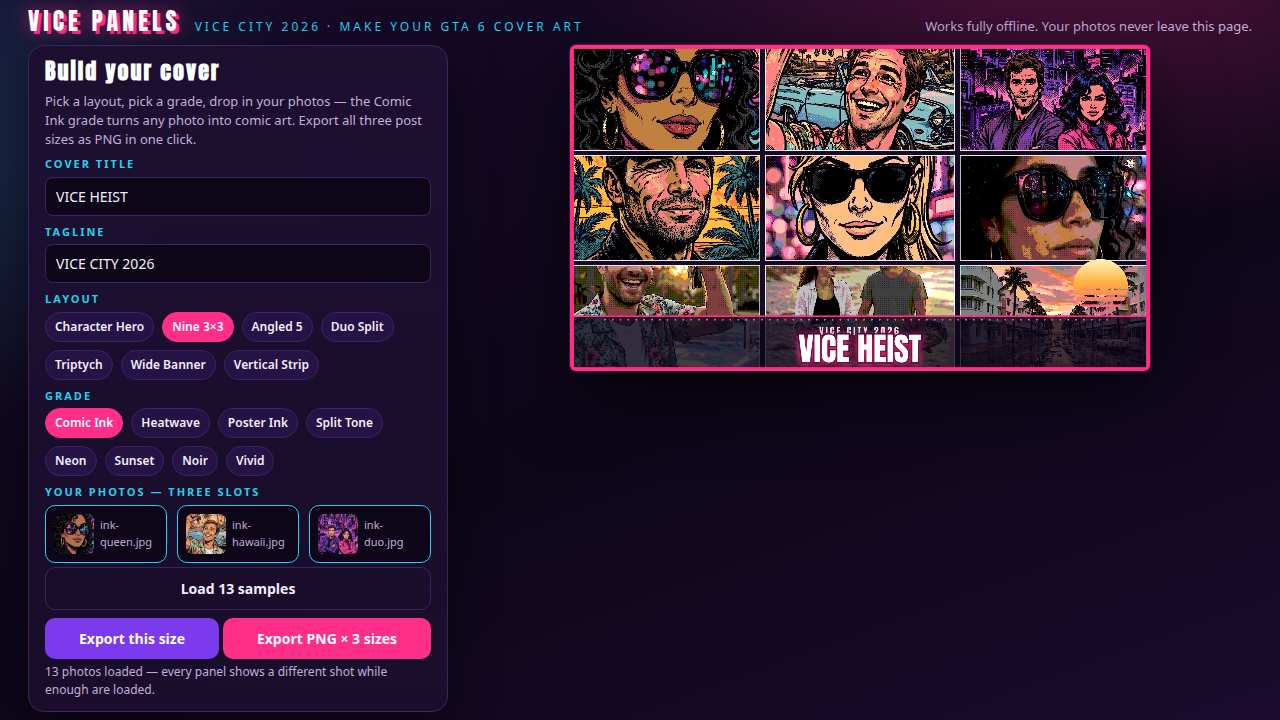 VICE PANELS
VICE CITY 2026 · MAKE YOUR GTA 6 COVER ART
Works fully offline. Your photos never leave this page.
Build your cover
Pick a layout, pick a grade, drop in your photos — the Comic
Ink grade turns any photo into comic art. Export all three post
sizes as PNG in one click.
COVER TITLE
VICE HEIST
TAGLINE
VICE CITY 2026
LAYOUT
Character Hero
Nine 3×3
Angled 5
Duo Split
Triptych
Wide Banner
Vertical Strip
GRADE
Comic Ink
Heatwave
Poster Ink
Split Tone
Neon
Sunset
Noir
Vivid
YOUR PHOTOS — THREE SLOTS
ink-
queen.jpg
ink-
hawaii.jpg
ink-
duo.jpg
Load 13 samples
Export this size
Export PNG × 3 sizes
13 photos loaded — every panel shows a different shot while
enough are loaded.
VICE CITY 2026
VICE HEIST